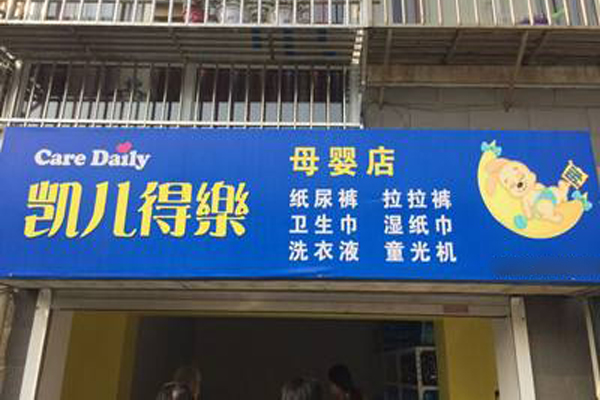 Care Daily
凯儿得樂
母婴店
纸尿裤 拉拉裤
卫生巾 湿纸巾
洗衣液 童光机